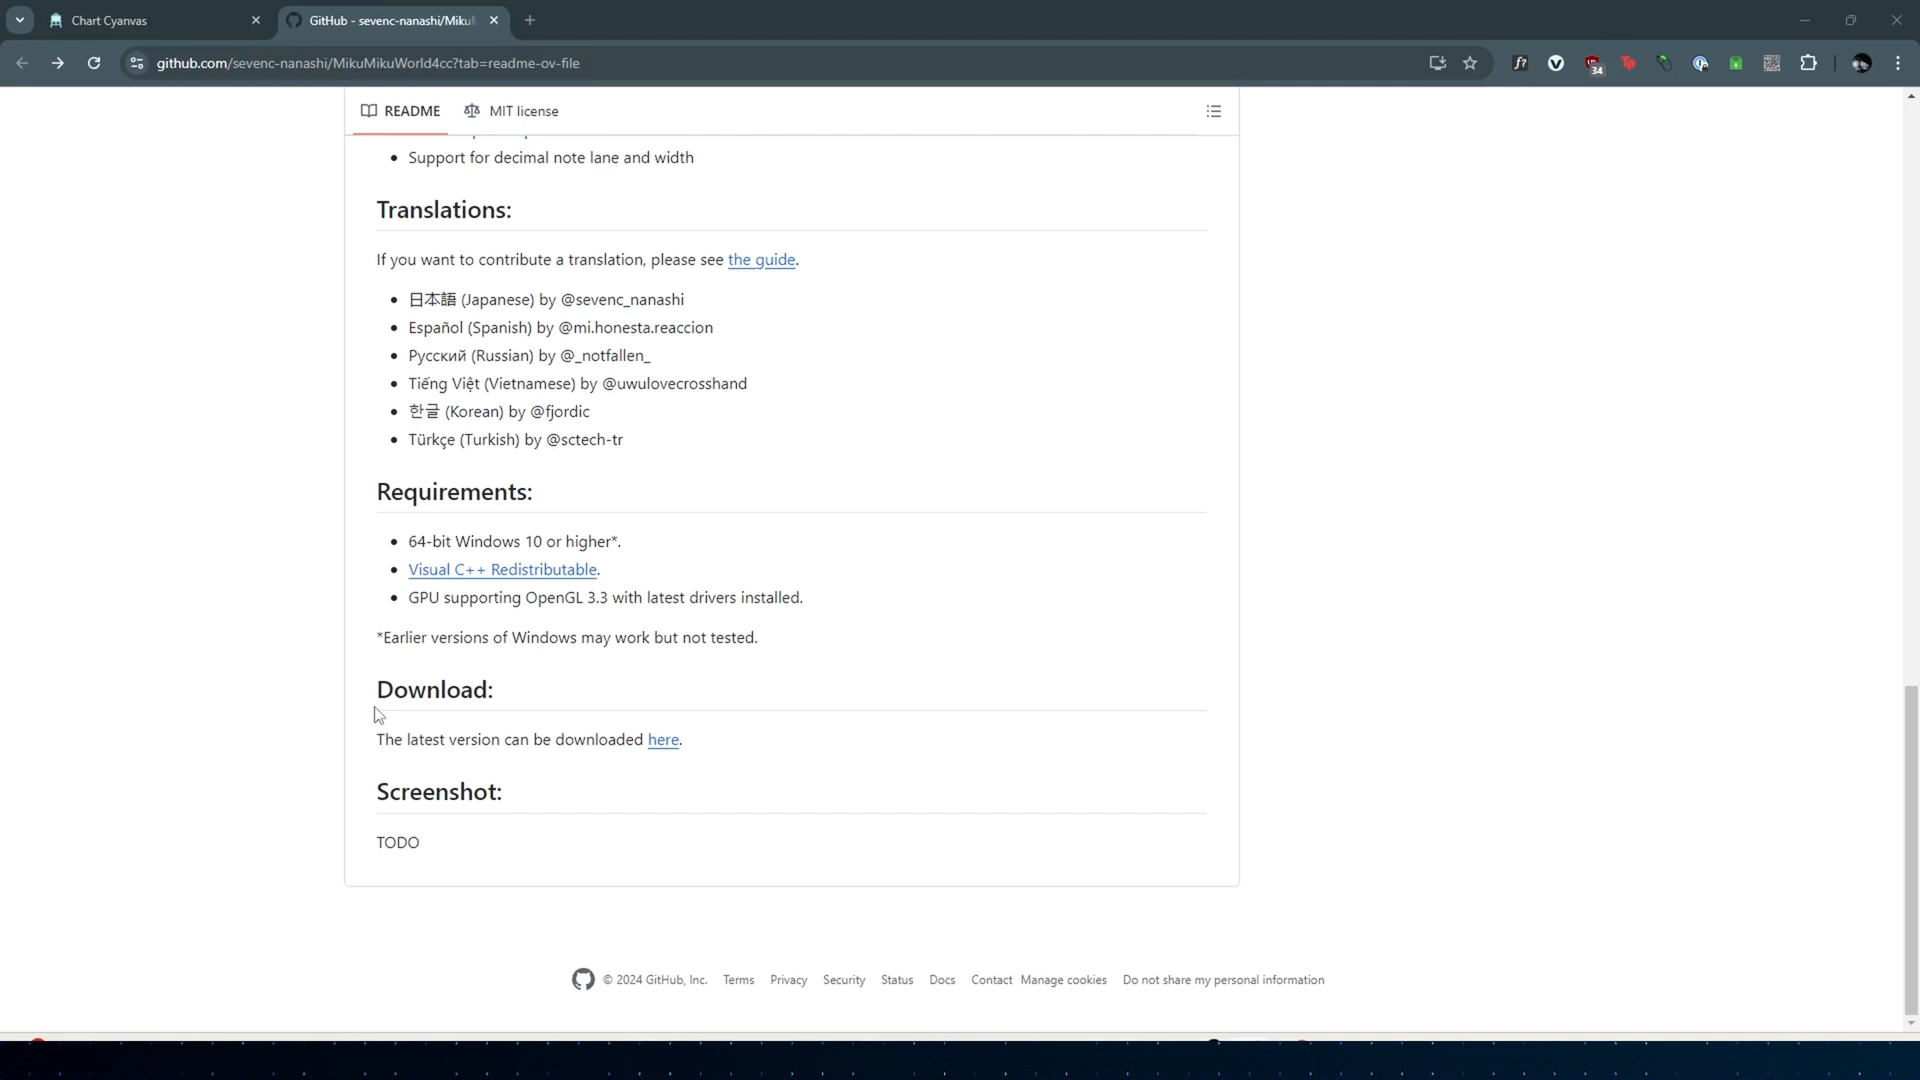 Chart Cyanvas
GitHub - sevenc-nanashi/Miku
github.com/sevenc-nanashi/MikuMikuWorld4cc?tab=readme-ov-file
34
README
MIT license
Support for decimal note lane and width
Translations:
If you want to contribute a translation, please see the guide.
日本語 (Japanese) by @sevenc_nanashi
Español (Spanish) by @mi.honesta.reaccion
Русский (Russian) by @_notfallen_
Tiếng Việt (Vietnamese) by @uwulovecrosshand
한글 (Korean) by @fjordic
Türkçe (Turkish) by @sctech-tr
Requirements:
64-bit Windows 10 or higher*.
Visual C++ Redistributable.
GPU supporting OpenGL 3.3 with latest drivers installed.
*Earlier versions of Windows may work but not tested.
Download:
The latest version can be downloaded here.
Screenshot:
TODO
© 2024 GitHub, Inc. Terms Privacy Security Status Docs Contact Manage cookies Do not share my personal information